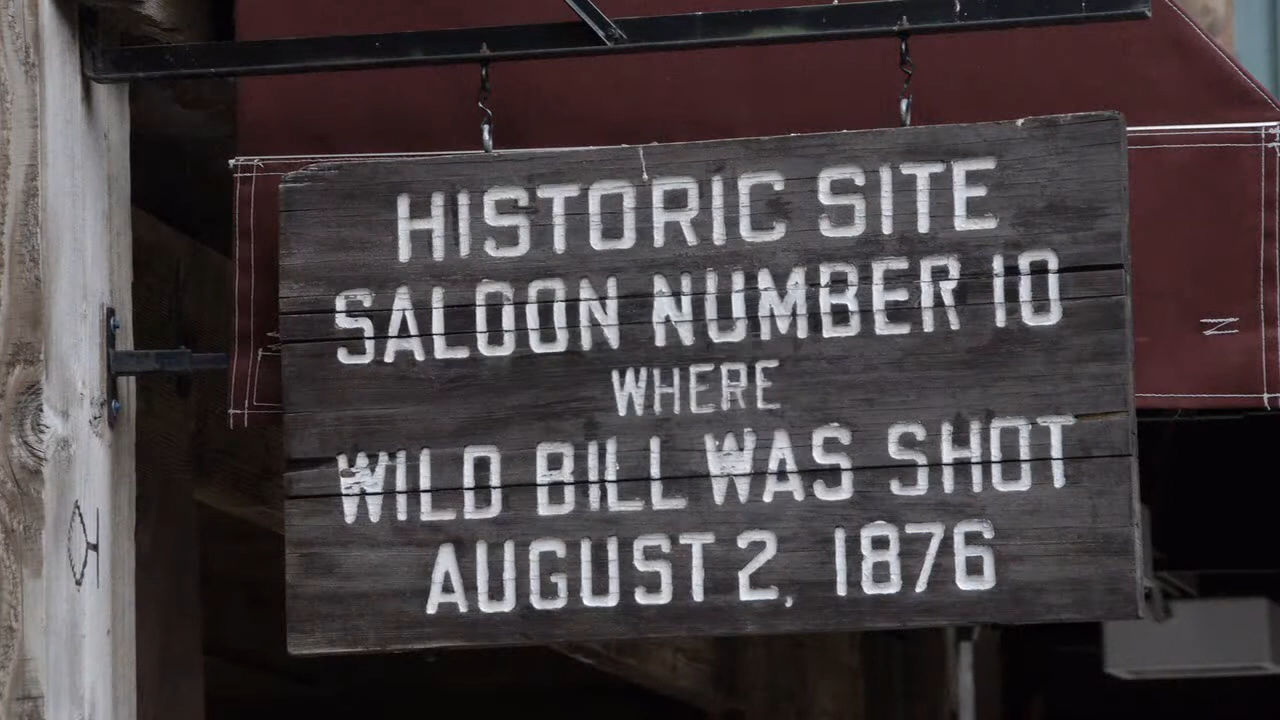 HISTORIC SITE
SALOON NUMBER 10
WHERE
WILD BILL WAS SHOT
AUGUST 2, 1876